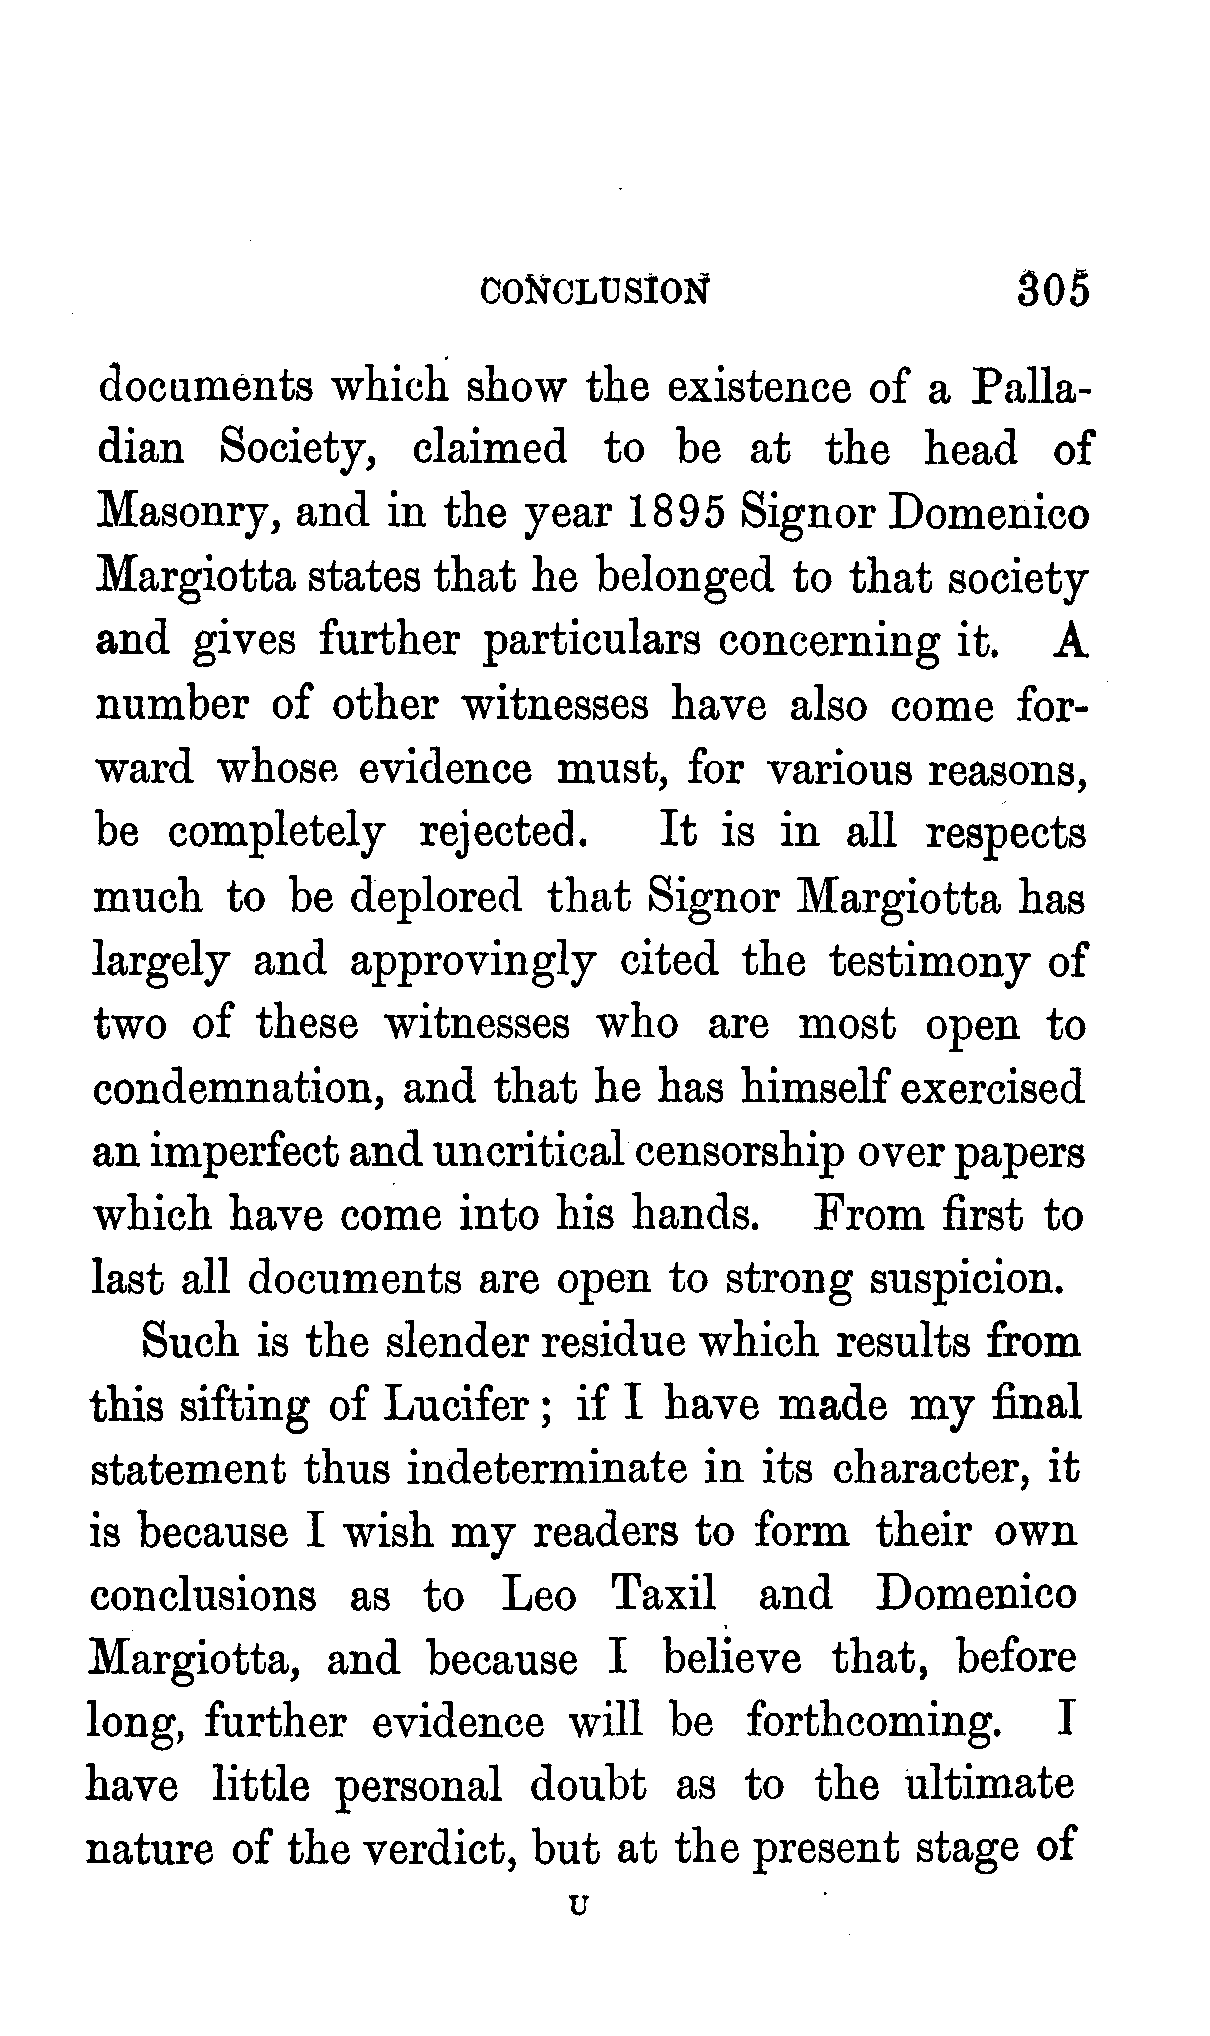 CONCLUSION 305
documents which show the existence of a Palla-
dian Society, claimed to be at the head of
Masonry, and in the year 1895 Signor Domenico
Margiotta states that he belonged to that society
and gives further particulars concerning it. A
number of other witnesses have also come for-
ward whose evidence must, for various reasons,
be completely rejected. It is in all respects
much to be deplored that Signor Margiotta has
largely and approvingly cited the testimony of
two of these witnesses who are most open to
condemnation, and that he has himself exercised
an imperfect and uncritical censorship over papers
which have come into his hands. From first to
last all documents are open to strong suspicion.
Such is the slender residue which results from
this sifting of Lucifer ; if I have made my final
statement thus indeterminate in its character, it
is because I wish my readers to form their own
conclusions as to Leo Taxil and Domenico
Margiotta, and because I believe that, before
long, further evidence will be forthcoming. I
have little personal doubt as to the ultimate
nature of the verdict, but at the present stage of
U